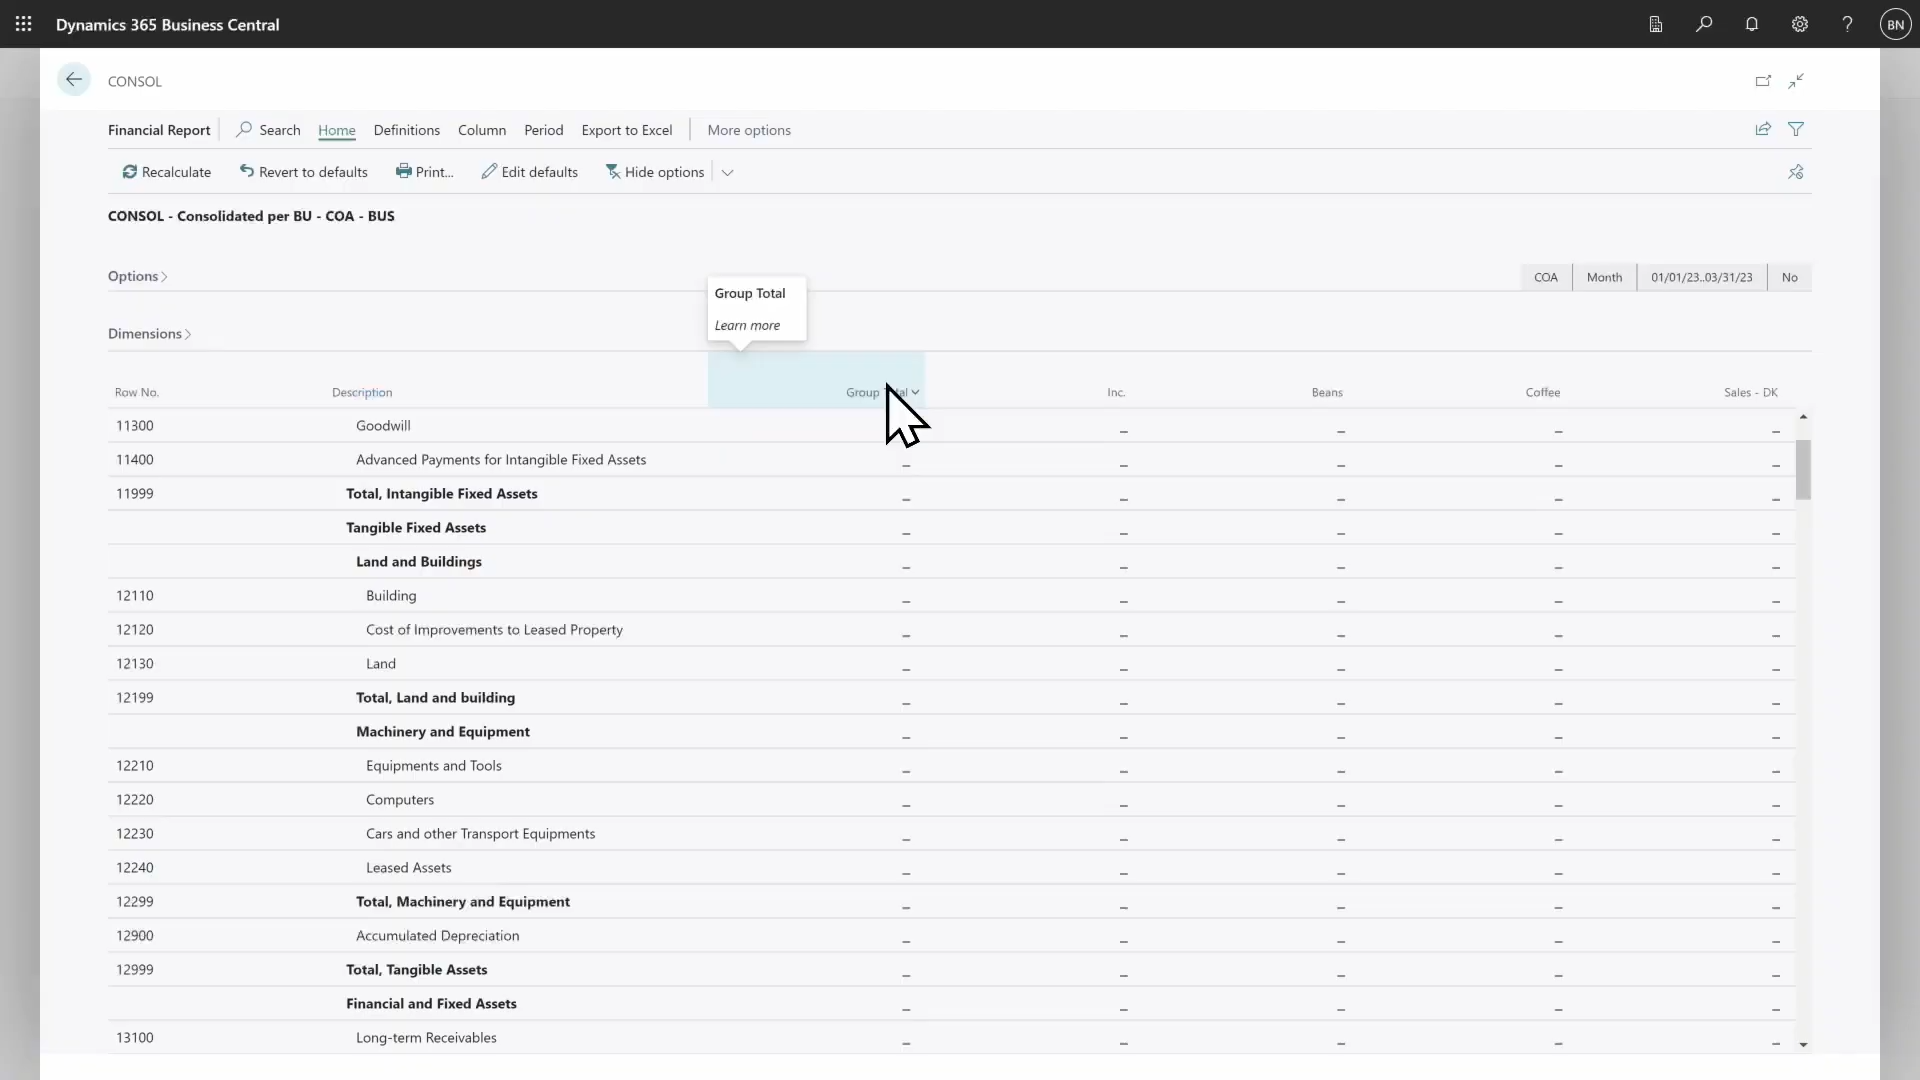 Dynamics 365 Business Central
BN
CONSOL
Financial Report Search Home Definitions Column Period Export to Excel More options
Recalculate Revert to defaults Print... Edit defaults Hide options
CONSOL - Consolidated per BU - COA - BUS
Options COA Month 01/01/23..03/31/23 No
Group Total
Learn more
Dimensions
Row No. Description Group Inc. Beans Coffee Sales - DK
11300 Goodwill _ _ _ _
11400 Advanced Payments for Intangible Fixed Assets _ _ _ _ _
11999 Total, Intangible Fixed Assets _ _ _ _ _
Tangible Fixed Assets _ _ _ _ _
Land and Buildings _ _ _ _ _
12110 Building _ _ _ _ _
12120 Cost of Improvements to Leased Property _ _ _ _ _
12130 Land _ _ _ _ _
12199 Total, Land and building _ _ _ _ _
Machinery and Equipment _ _ _ _ _
12210 Equipments and Tools _ _ _ _ _
12220 Computers _ _ _ _ _
12230 Cars and other Transport Equipments _ _ _ _ _
12240 Leased Assets _ _ _ _ _
12299 Total, Machinery and Equipment _ _ _ _ _
12900 Accumulated Depreciation _ _ _ _ _
12999 Total, Tangible Assets _ _ _ _ _
Financial and Fixed Assets _ _ _ _ _
13100 Long-term Receivables _ _ _ _ _